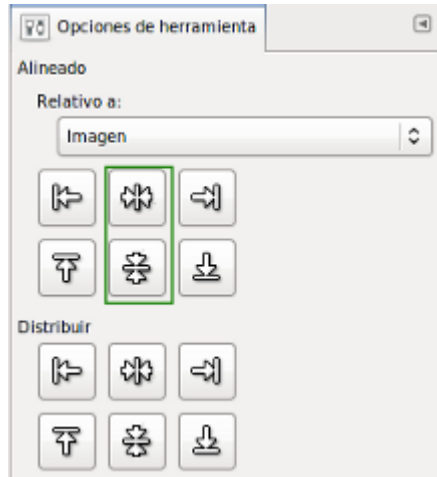 Opciones de herramienta
Alineado
Relativo a:
Imagen
Distribuir